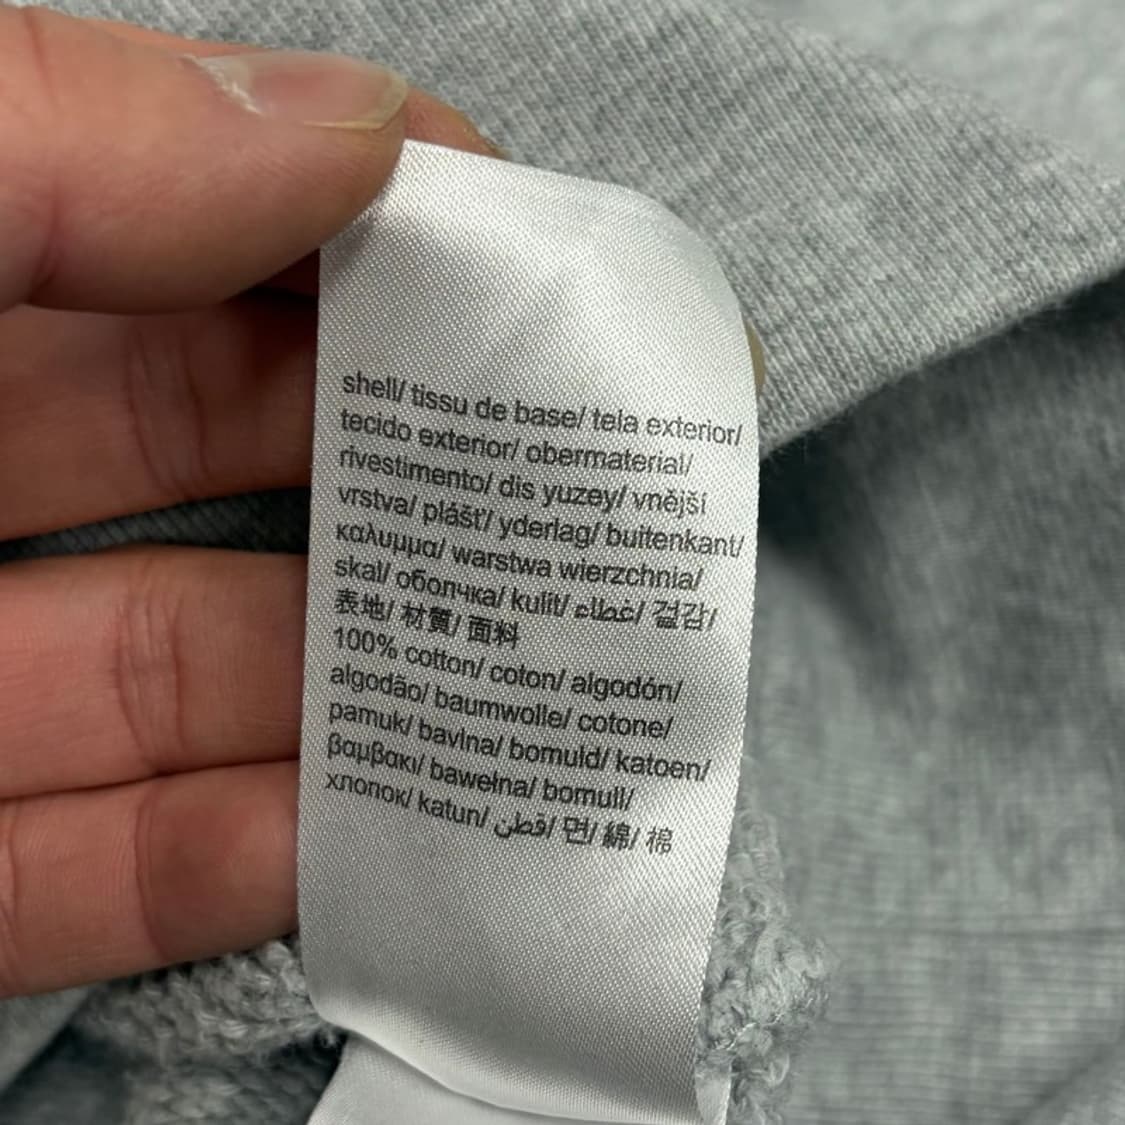 shell/ tissu de base/ tela exterior/
tecido exterior/ obermaterial/
rivestimento/ dis yuzey/ vnější
vrstva/ plášť/ yderlag/ buitenkant/
καλυμμα/ warstwa wierzchnia/
skal/ оболчка/ kulit/ غطاء/ 겉감/
表地/ 材質/ 面料
100% cotton/ coton/ algodón/
algodão/ baumwolle/ cotone/
pamuk/ bavlna/ bomuld/ katoen/
βαμβακι/ bawełna/ bomull/
хлопок/ katun/ قطن/ 면/ 綿/ 棉